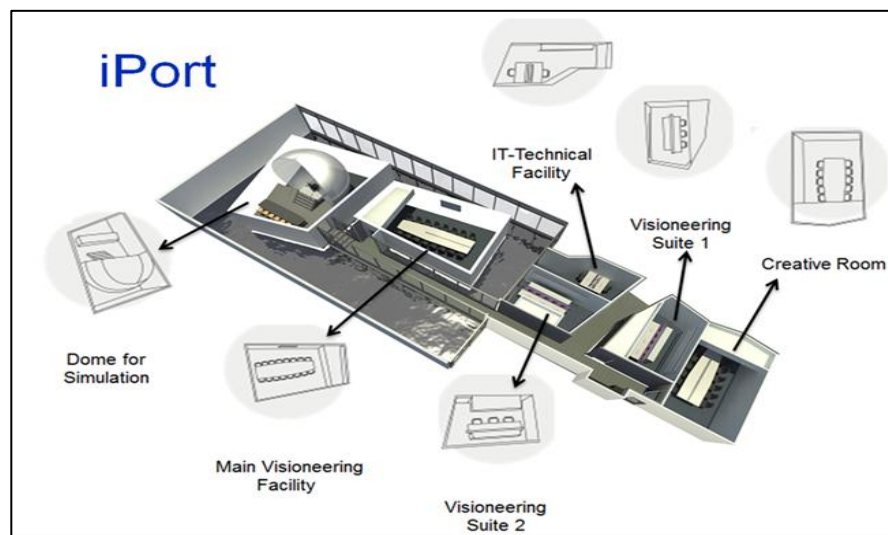 iPort
IT-Technical
Facility
Visioneering
Suite 1
Creative Room
Dome for
Simulation
Main Visioneering
Facility
Visioneering
Suite 2